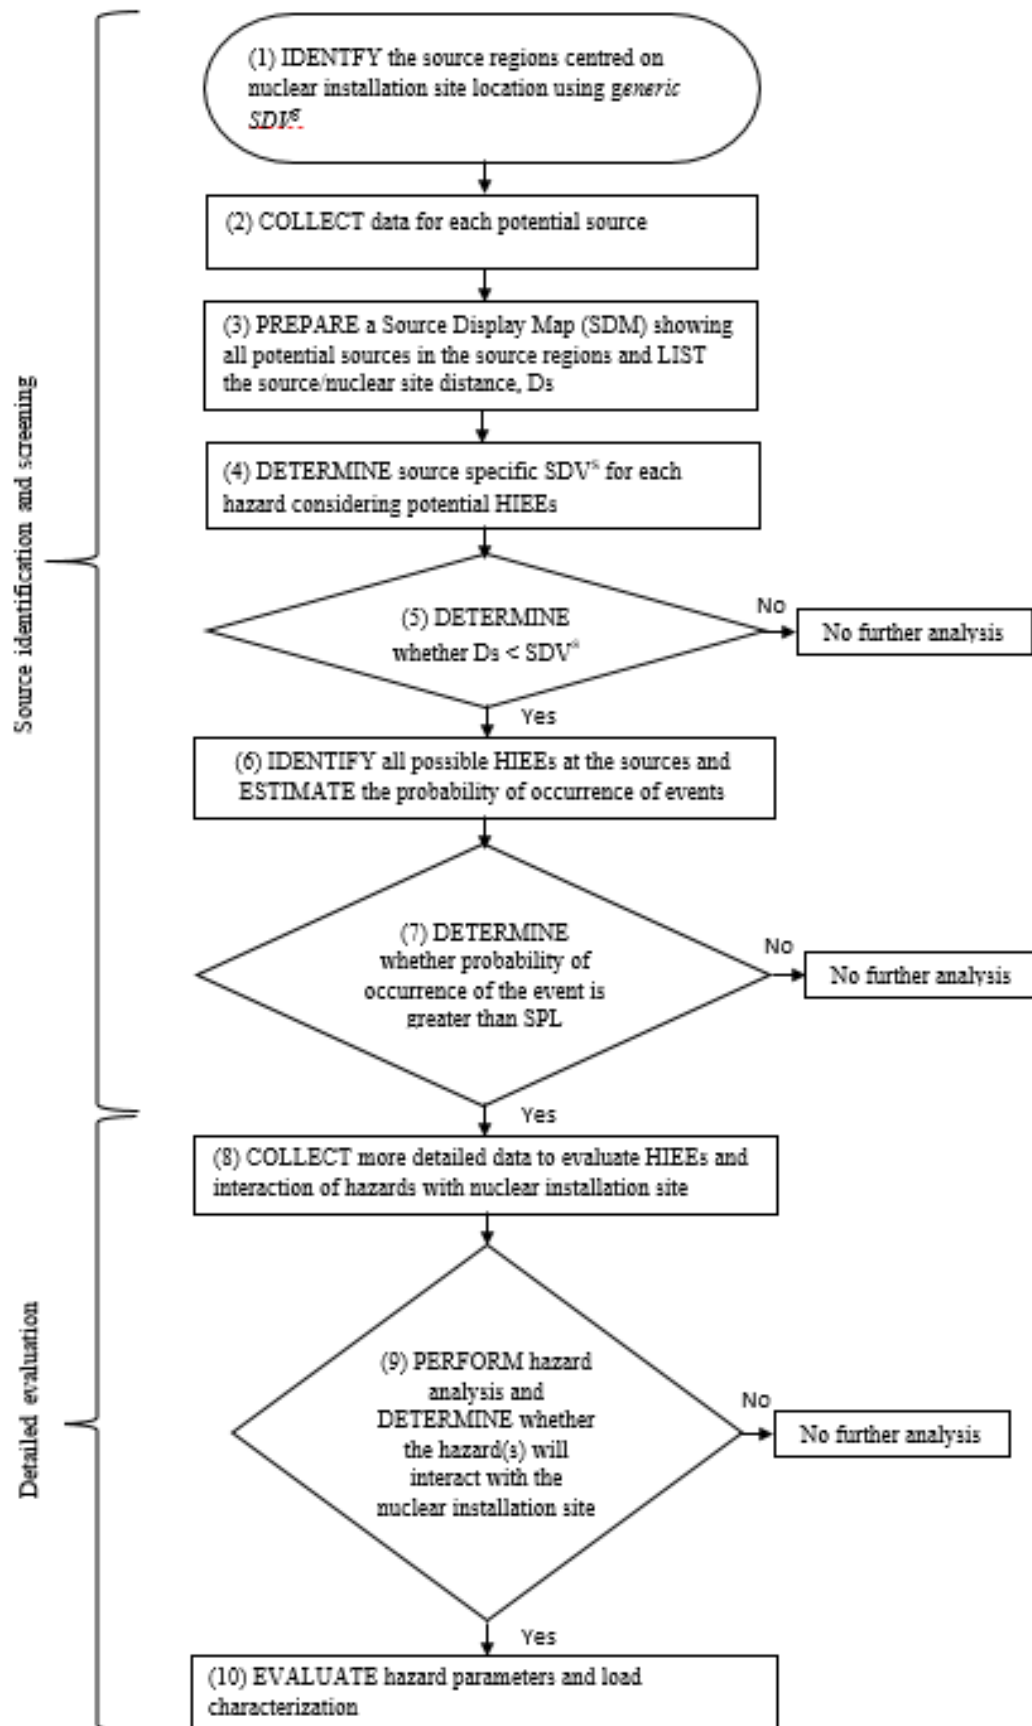 (1) IDENTFY the source regions centred on
nuclear installation site location using generic
SDVᵍ
(2) COLLECT data for each potential source
(3) PREPARE a Source Display Map (SDM) showing
all potential sources in the source regions and LIST
the source/nuclear site distance, Ds
(4) DETERMINE source specific SDVˢ for each
hazard considering potential HIEEs
Source identification and screening
(5) DETERMINE
whether Ds < SDVˢ
No
No further analysis
Yes
(6) IDENTIFY all possible HIEEs at the sources and
ESTIMATE the probability of occurrence of events
(7) DETERMINE
whether probability of
occurrence of the event is
greater than SPL
No
No further analysis
Yes
(8) COLLECT more detailed data to evaluate HIEEs and
interaction of hazards with nuclear installation site
Detailed evaluation
(9) PERFORM hazard
analysis and
DETERMINE whether
the hazard(s) will
interact with the
nuclear installation site
No
No further analysis
Yes
(10) EVALUATE hazard parameters and load
characterization